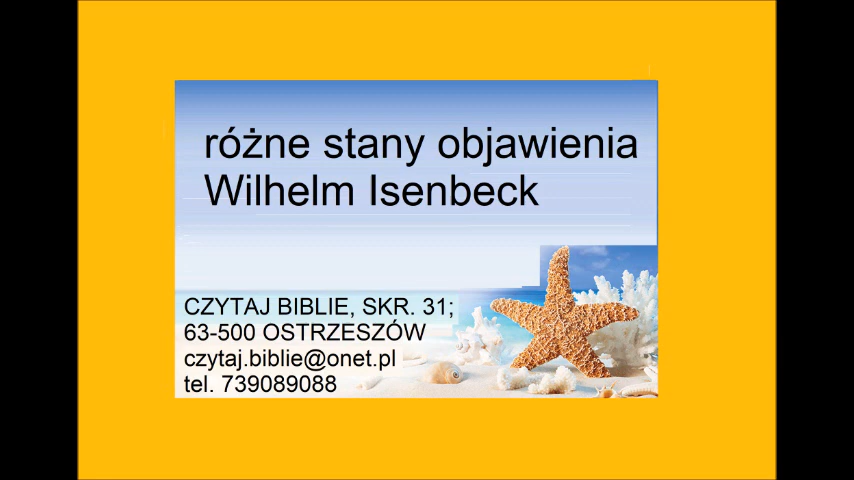 różne stany objawienia
Wilhelm Isenbeck
CZYTAJ BIBLIE, SKR. 31;
63-500 OSTRZESZÓW
czytaj.biblie@onet.pl
tel. 739089088